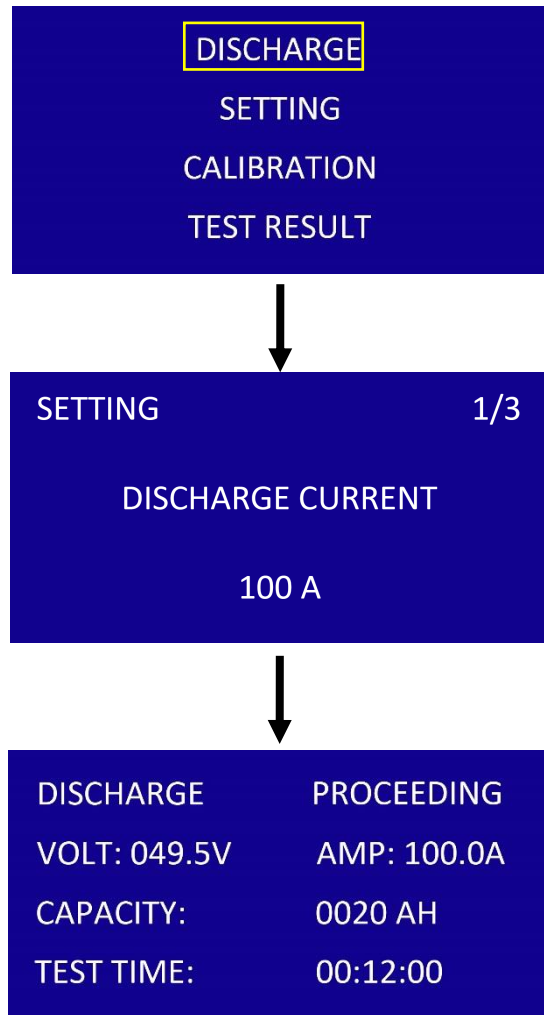 DISCHARGE
SETTING
CALIBRATION
TEST RESULT
SETTING 1/3
DISCHARGE CURRENT
100 A
DISCHARGE PROCEEDING
VOLT: 049.5V AMP: 100.0A
CAPACITY: 0020 AH
TEST TIME: 00:12:00